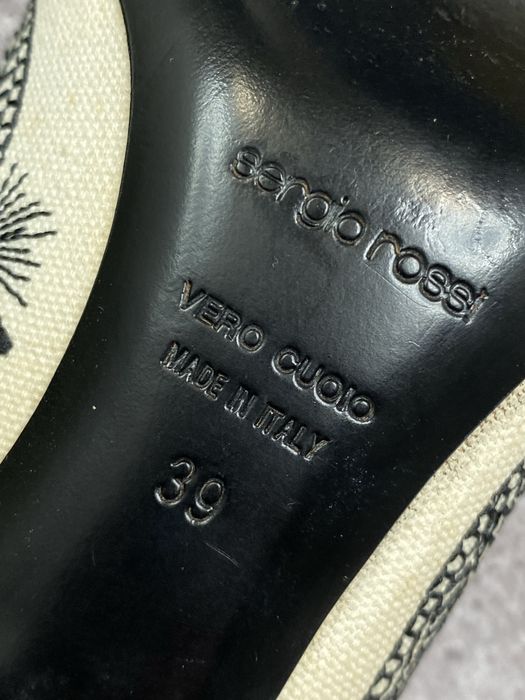 sergio rossi
VERO CUOIO
MADE IN ITALY
39